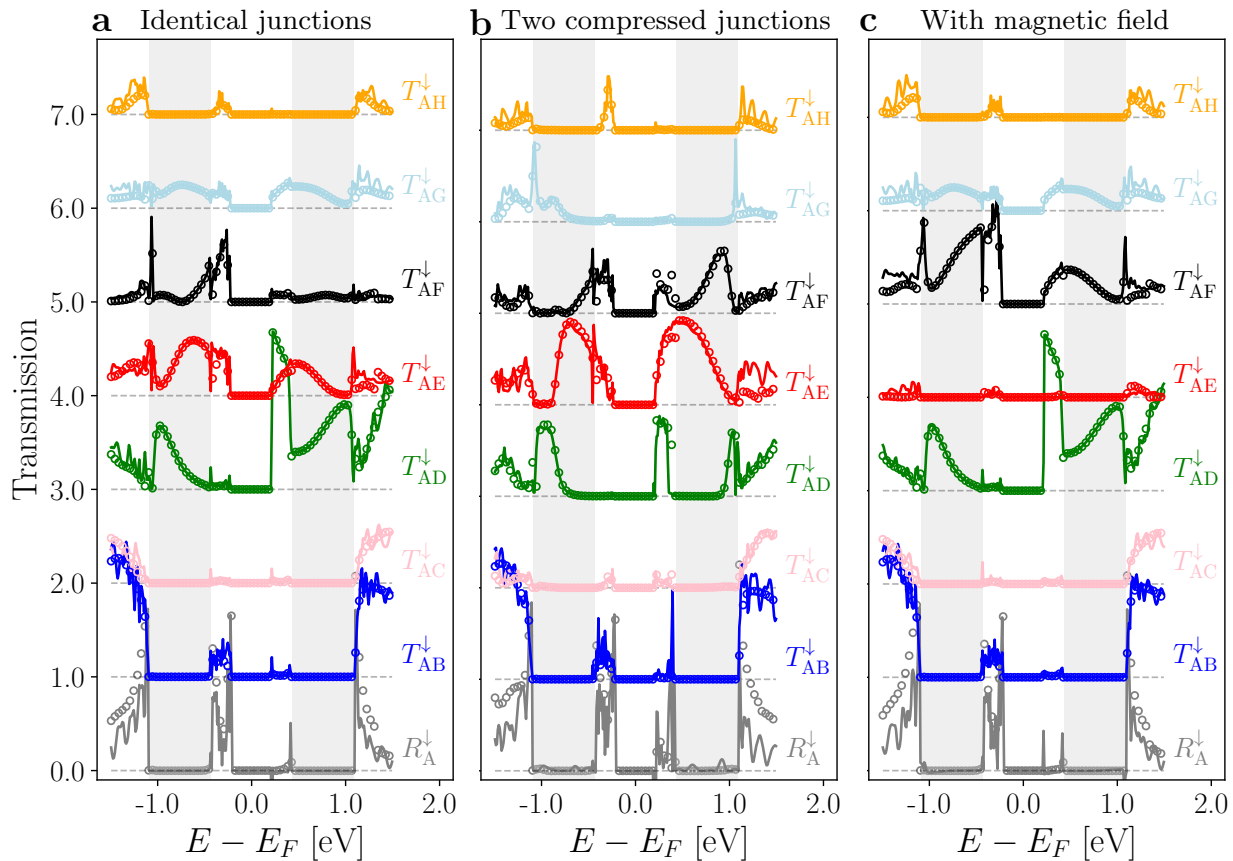 a Identical junctions
b Two compressed junctions
c With magnetic field
Transmission
7.0
6.0
5.0
4.0
3.0
2.0
1.0
0.0
T↓AH
T↓AG
T↓AF
T↓AE
T↓AD
T↓AC
T↓AB
R↓A
T↓AH
T↓AG
T↓AF
T↓AE
T↓AD
T↓AC
T↓AB
R↓A
T↓AH
T↓AG
T↓AF
T↓AE
T↓AD
T↓AC
T↓AB
R↓A
-1.0 0.0 1.0 2.0
-1.0 0.0 1.0 2.0
-1.0 0.0 1.0 2.0
E − EF [eV]
E − EF [eV]
E − EF [eV]